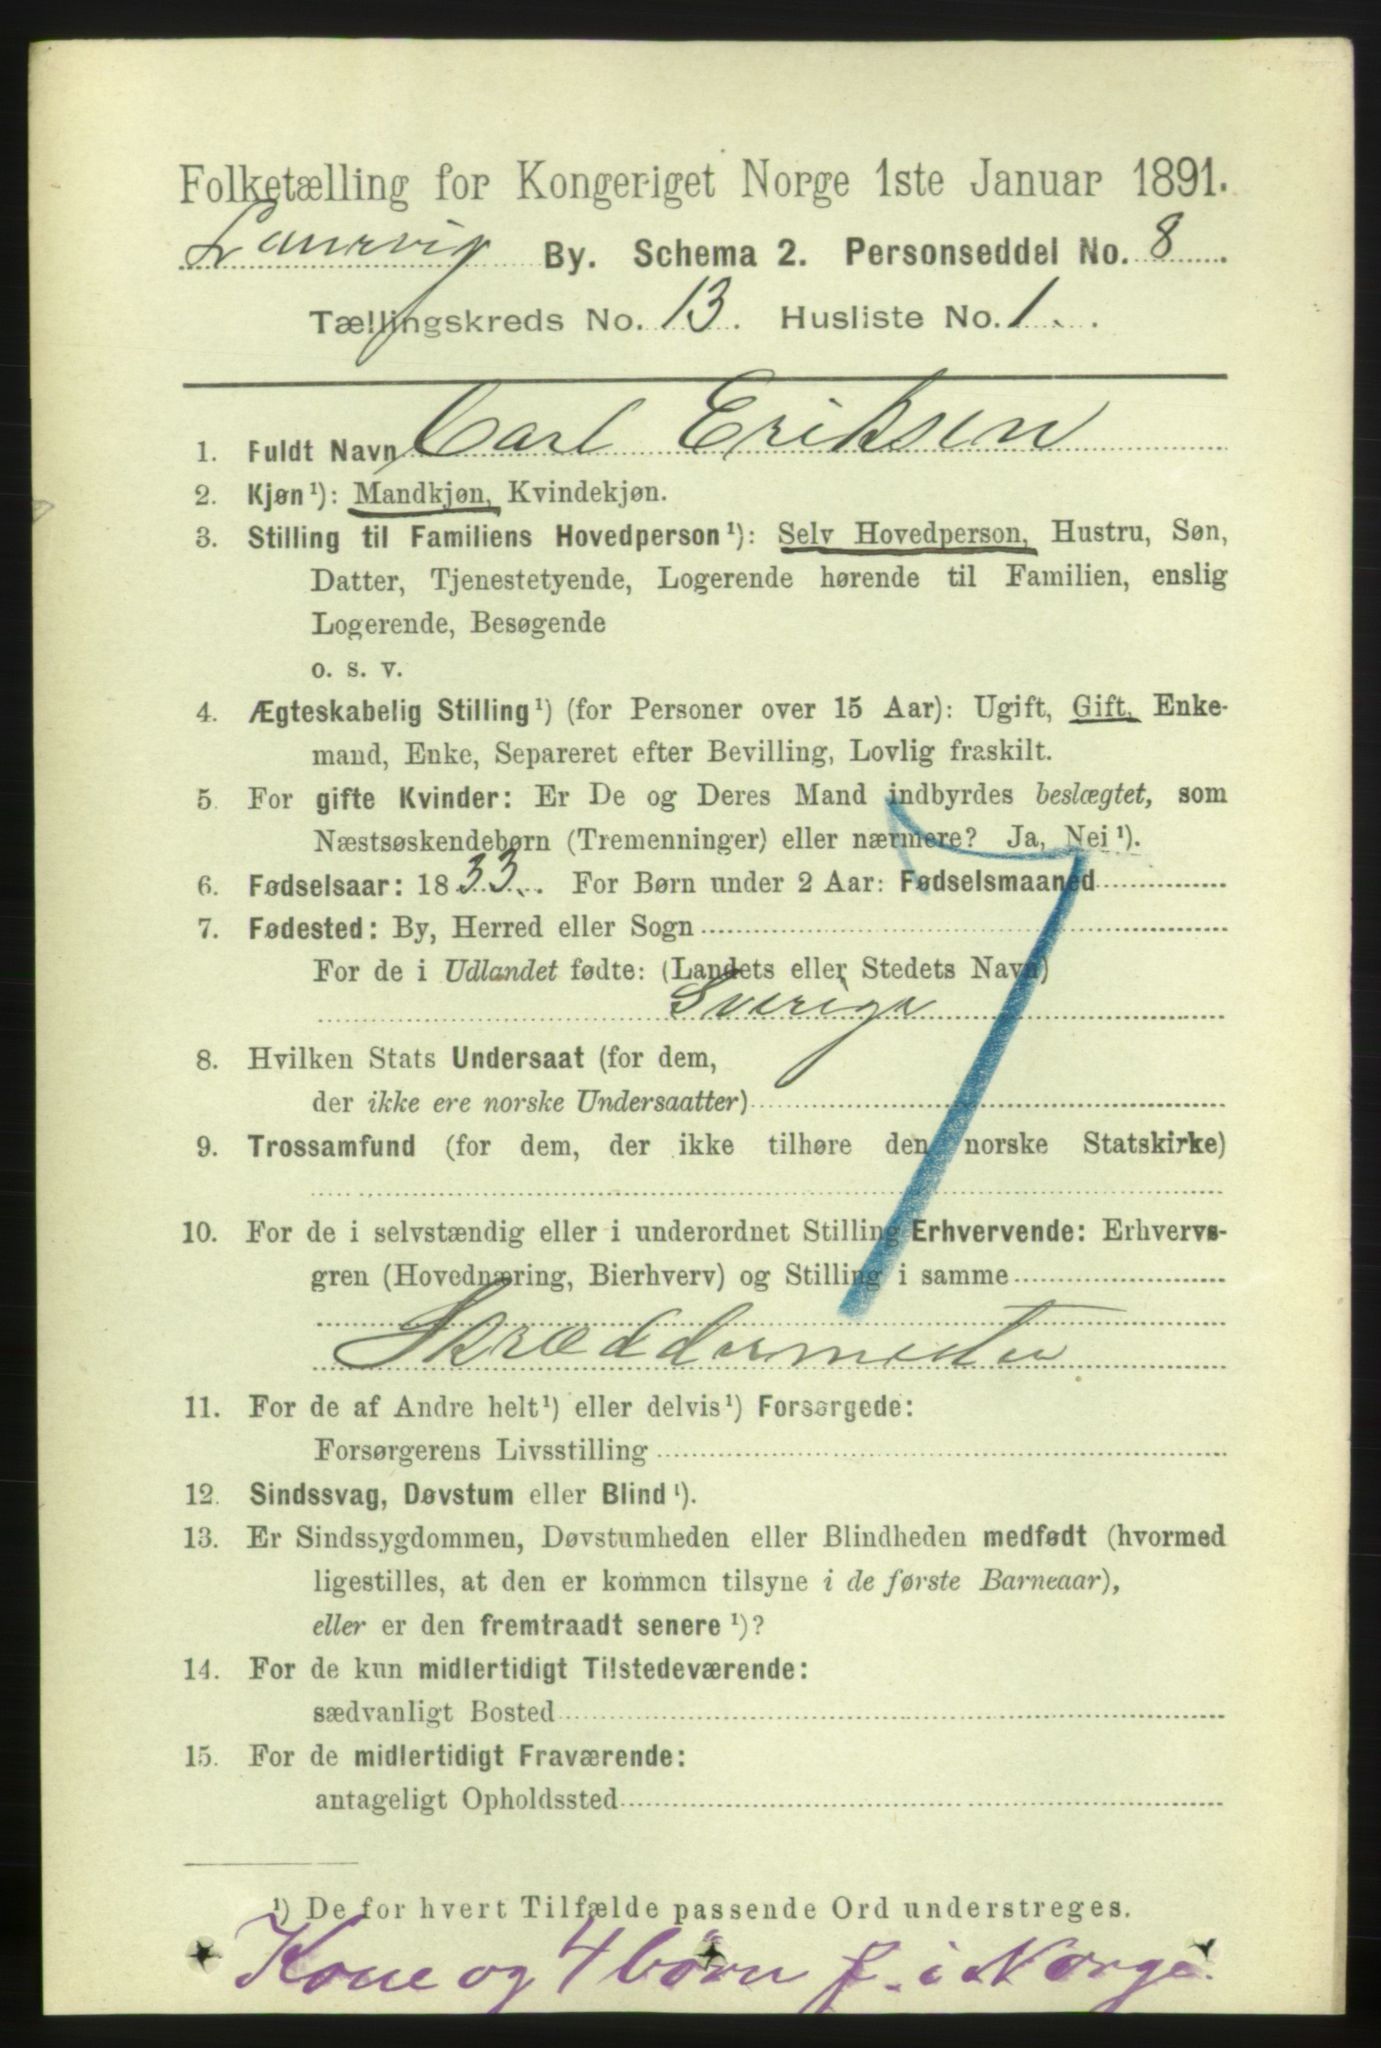 Folketælling for Kongeriget Norge 1ste Januar 1891.
Laurvig By. Schema 2. Personseddel No. 8
Tællingskreds No. 13. Husliste No. 1.
1. Fuldt Navn Carl Eriksen
2. Kjøn¹): Mandkjøn, Kvindekjøn.
3. Stilling til Familiens Hovedperson¹): Selv Hovedperson, Hustru, Søn,
Datter, Tjenestetyende, Logerende hørende til Familien, enslig
Logerende, Besøgende
o. s. v.
4. Ægteskabelig Stilling¹) (for Personer over 15 Aar): Ugift, Gift, Enke-
mand, Enke, Separeret efter Bevilling, Lovlig fraskilt.
5. For gifte Kvinder: Er De og Deres Mand indbyrdes beslægtet, som
Næstsøskendebørn (Tremenninger) eller nærmere? Ja, Nei¹).
6. Fødselsaar: 1833. For Børn under 2 Aar: Fødselsmaaned
7. Fødested: By, Herred eller Sogn
For de i Udlandet fødte: (Landets eller Stedets Navn)
Sverige
8. Hvilken Stats Undersaat (for dem,
der ikke ere norske Undersaatter)
9. Trossamfund (for dem, der ikke tilhøre den norske Statskirke)
10. For de i selvstændig eller i underordnet Stilling Erhvervende: Erhvervs-
gren (Hovednæring, Bierhverv) og Stilling i samme
Skræddermester
11. For de af Andre helt¹) eller delvis¹) Forsørgede:
Forsørgerens Livsstilling
12. Sindssvag, Døvstum eller Blind¹).
13. Er Sindssygdommen, Døvstumheden eller Blindheden medfødt (hvormed
ligestilles, at den er kommen tilsyne i de første Barneaar),
eller er den fremtraadt senere¹)?
14. For de kun midlertidigt Tilstedeværende:
sædvanligt Bosted
15. For de midlertidigt Fraværende:
antageligt Opholdssted
¹) De for hvert Tilfælde passende Ord understreges.
Kone og 4 børn f. i Norge.